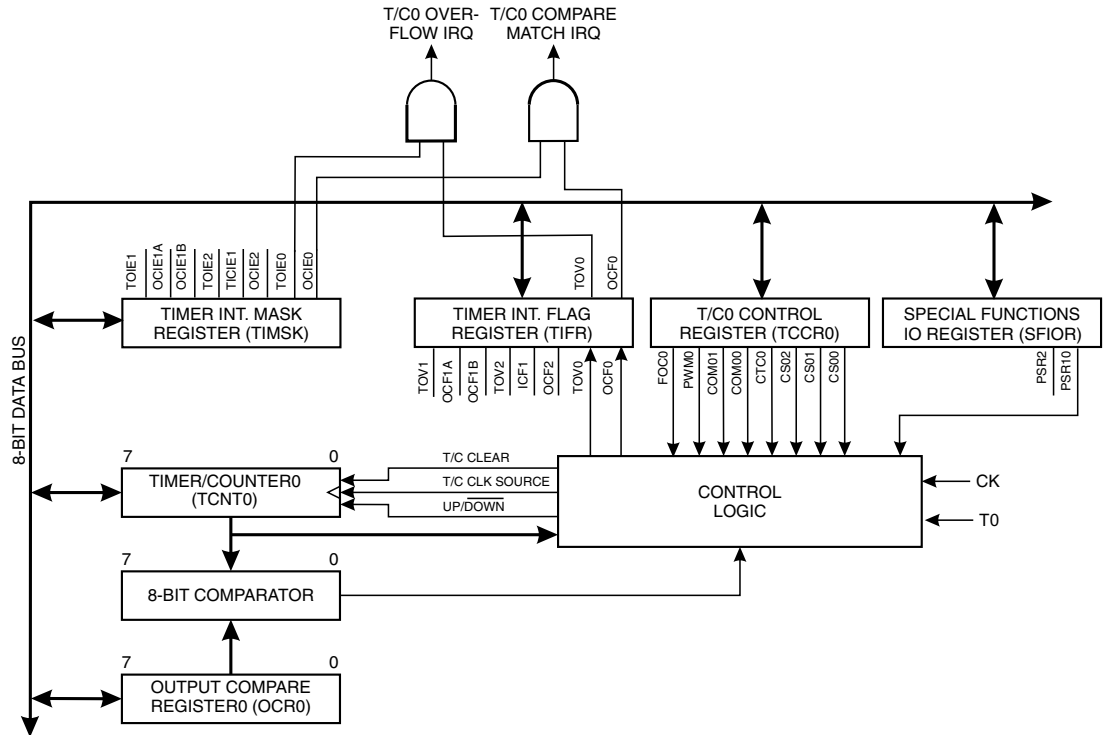 T/C0 OVER-
FLOW IRQ
T/C0 COMPARE
MATCH IRQ
8-BIT DATA BUS
TOIE1
OCIE1A
OCIE1B
TOIE2
TICIE1
OCIE2
TOIE0
OCIE0
TOV0
OCF0
TIMER INT. MASK
REGISTER (TIMSK)
TIMER INT. FLAG
REGISTER (TIFR)
T/C0 CONTROL
REGISTER (TCCR0)
SPECIAL FUNCTIONS
IO REGISTER (SFIOR)
TOV1
OCF1A
OCF1B
TOV2
ICF1
OCF2
TOV0
OCF0
FOC0
PWM0
COM01
COM00
CTC0
CS02
CS01
CS00
PSR2
PSR10
7 0
TIMER/COUNTER0
(TCNT0)
T/C CLEAR
T/C CLK SOURCE
UP/DOWN
CONTROL
LOGIC
CK
T0
7 0
8-BIT COMPARATOR
7 0
OUTPUT COMPARE
REGISTER0 (OCR0)